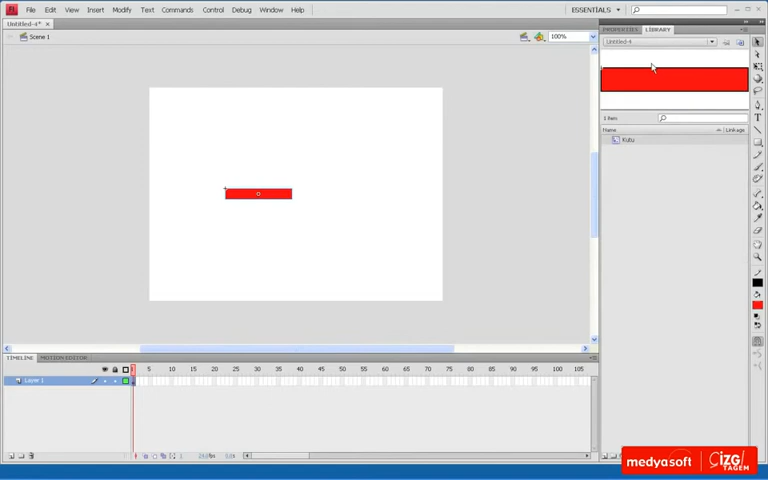 File Edit View Insert Modify Text Commands Control Debug Window Help
ESSENTIALS
Untitled-4*
Scene 1
100%
PROPERTIES LIBRARY
Untitled-4
1 item
Name Linkage
Kutu
TIMELINE MOTION EDITOR
1 5 10 15 20 25 30 35 40 45 50 55 60 65 70 75 80 85 90 95 100 105
Layer 1
medyasoft
ÇİZGİ
TAGEM